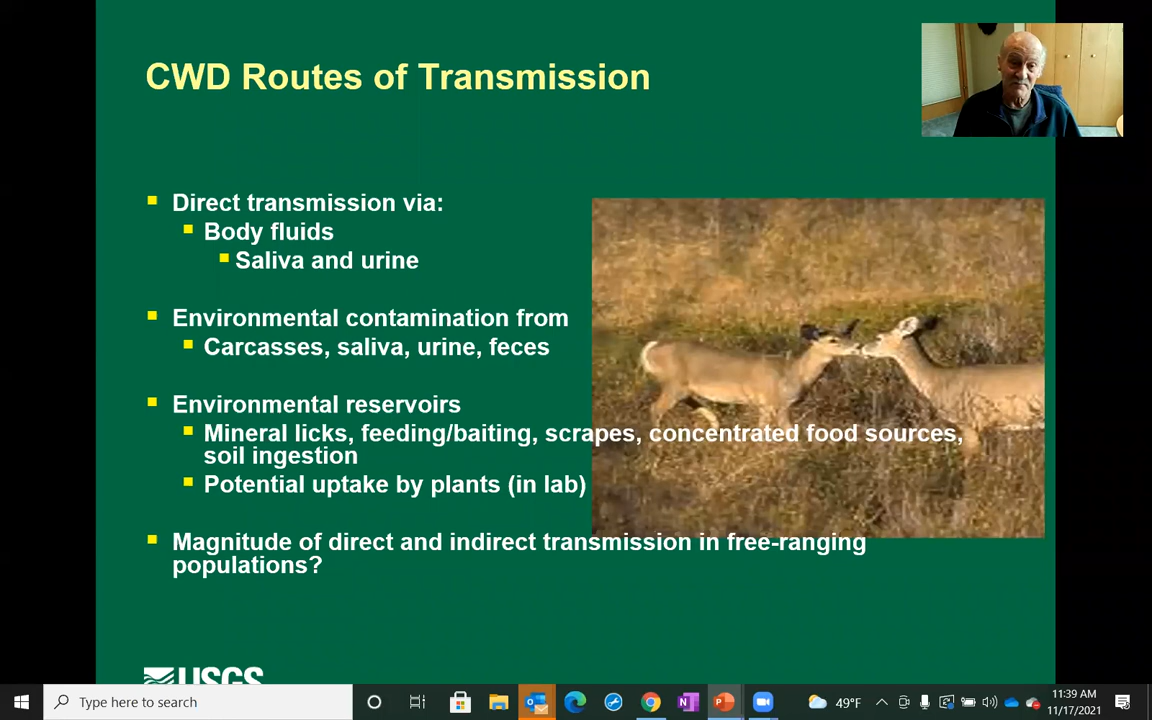 CWD Routes of Transmission
Direct transmission via:
Body fluids
Saliva and urine
Environmental contamination from
Carcasses, saliva, urine, feces
Environmental reservoirs
Mineral licks, feeding/baiting, scrapes, concentrated food sources,
soil ingestion
Potential uptake by plants (in lab)
Magnitude of direct and indirect transmission in free-ranging
populations?
USGS
Type here to search
49°F
11:39 AM
11/17/2021